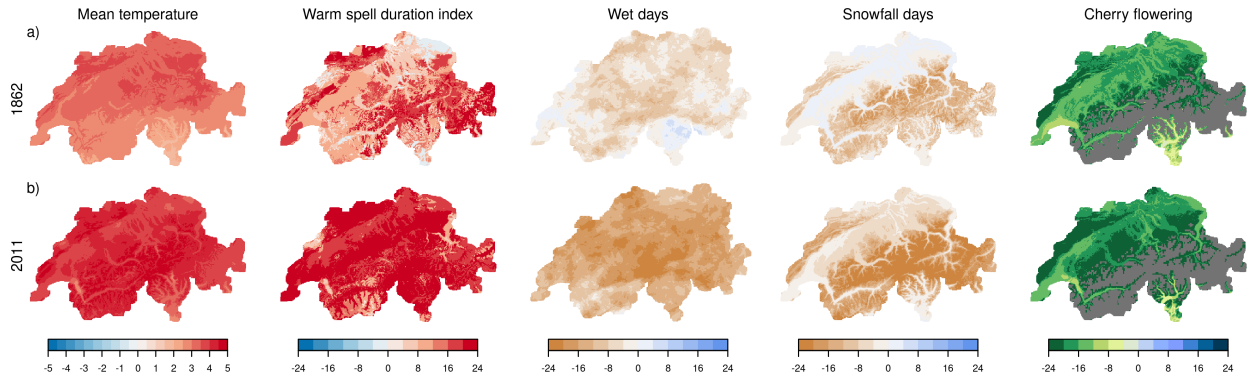 Mean temperature Warm spell duration index Wet days Snowfall days Cherry flowering
a)
1862
b)
2011
-5 -4 -3 -2 -1 0 1 2 3 4 5
-24 -16 -8 0 8 16 24
-24 -16 -8 0 8 16 24
-24 -16 -8 0 8 16 24
-24 -16 -8 0 8 16 24